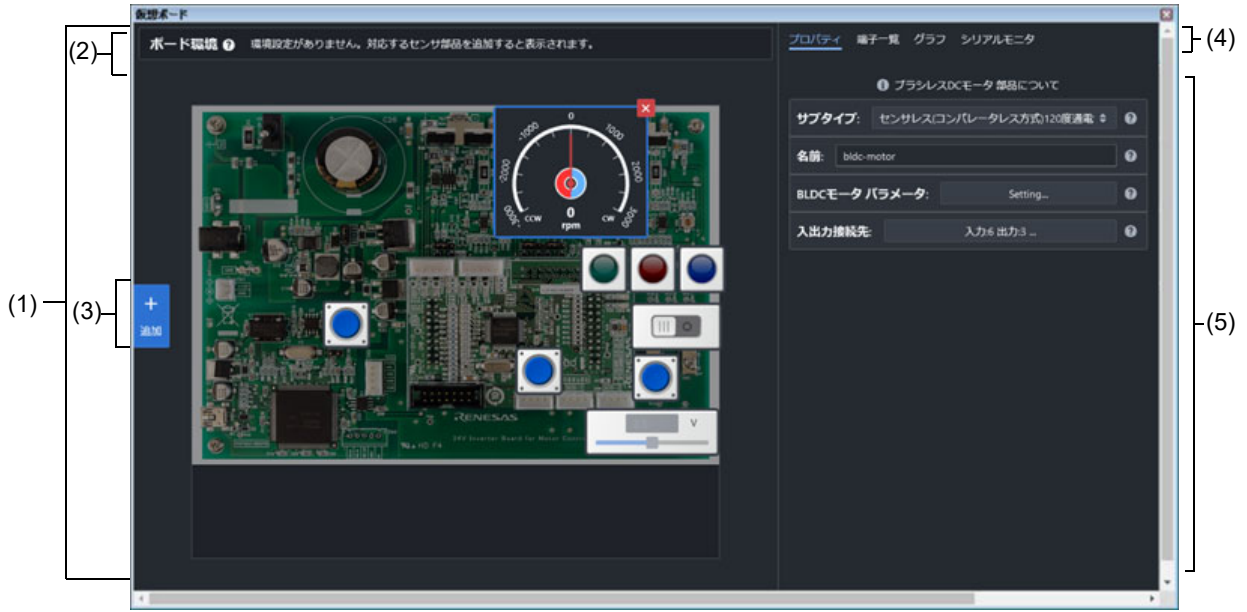 仮想ボード
(1)
(2)
(3)
(4)
(5)
ボード環境 ? 環境設定がありません。対応するセンサ部品を追加すると表示されます。
プロパティ 端子一覧 グラフ シリアルモニタ
ブラシレスDCモータ 部品について
サブタイプ: センサレス(コンパレータレス方式)120度通電
名前: bldc-motor
BLDCモータ パラメータ: Setting...
入出力接続先: 入力:6 出力:3 ...
+
追加
-3000 -2000 -1000 0 1000 2000 3000
CCW CW
0
rpm
V
RENESAS
24V Inverter Board for Motor Contr